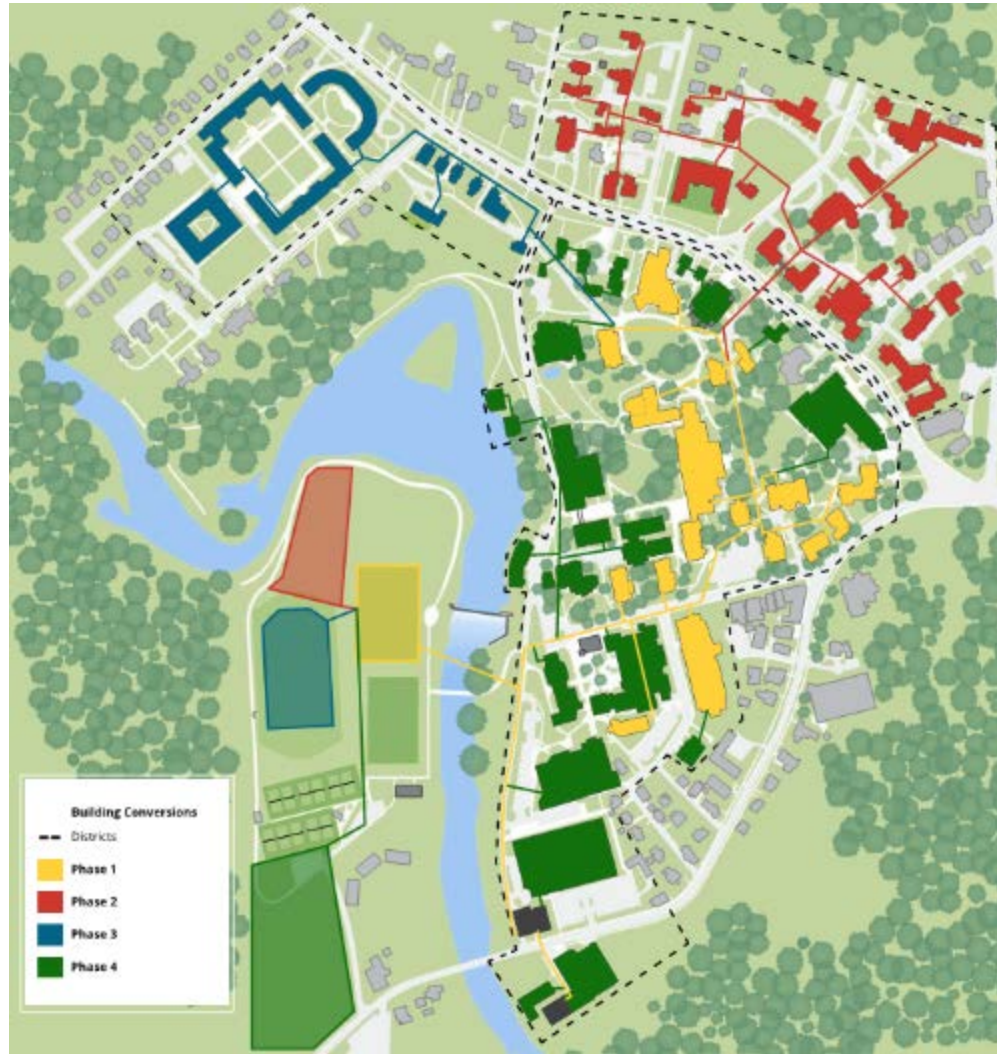 Building Conversions
Districts
Phase 1
Phase 2
Phase 3
Phase 4